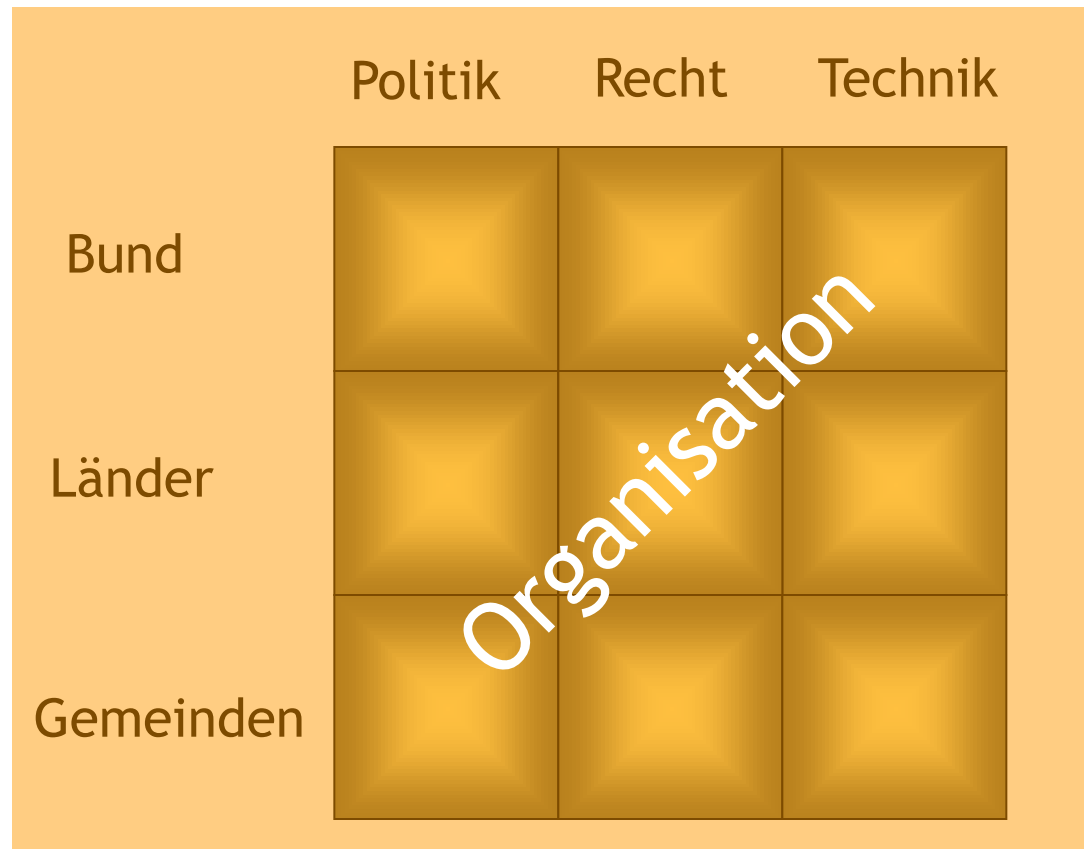 Politik Recht Technik
Bund
Länder
Gemeinden
Organisation